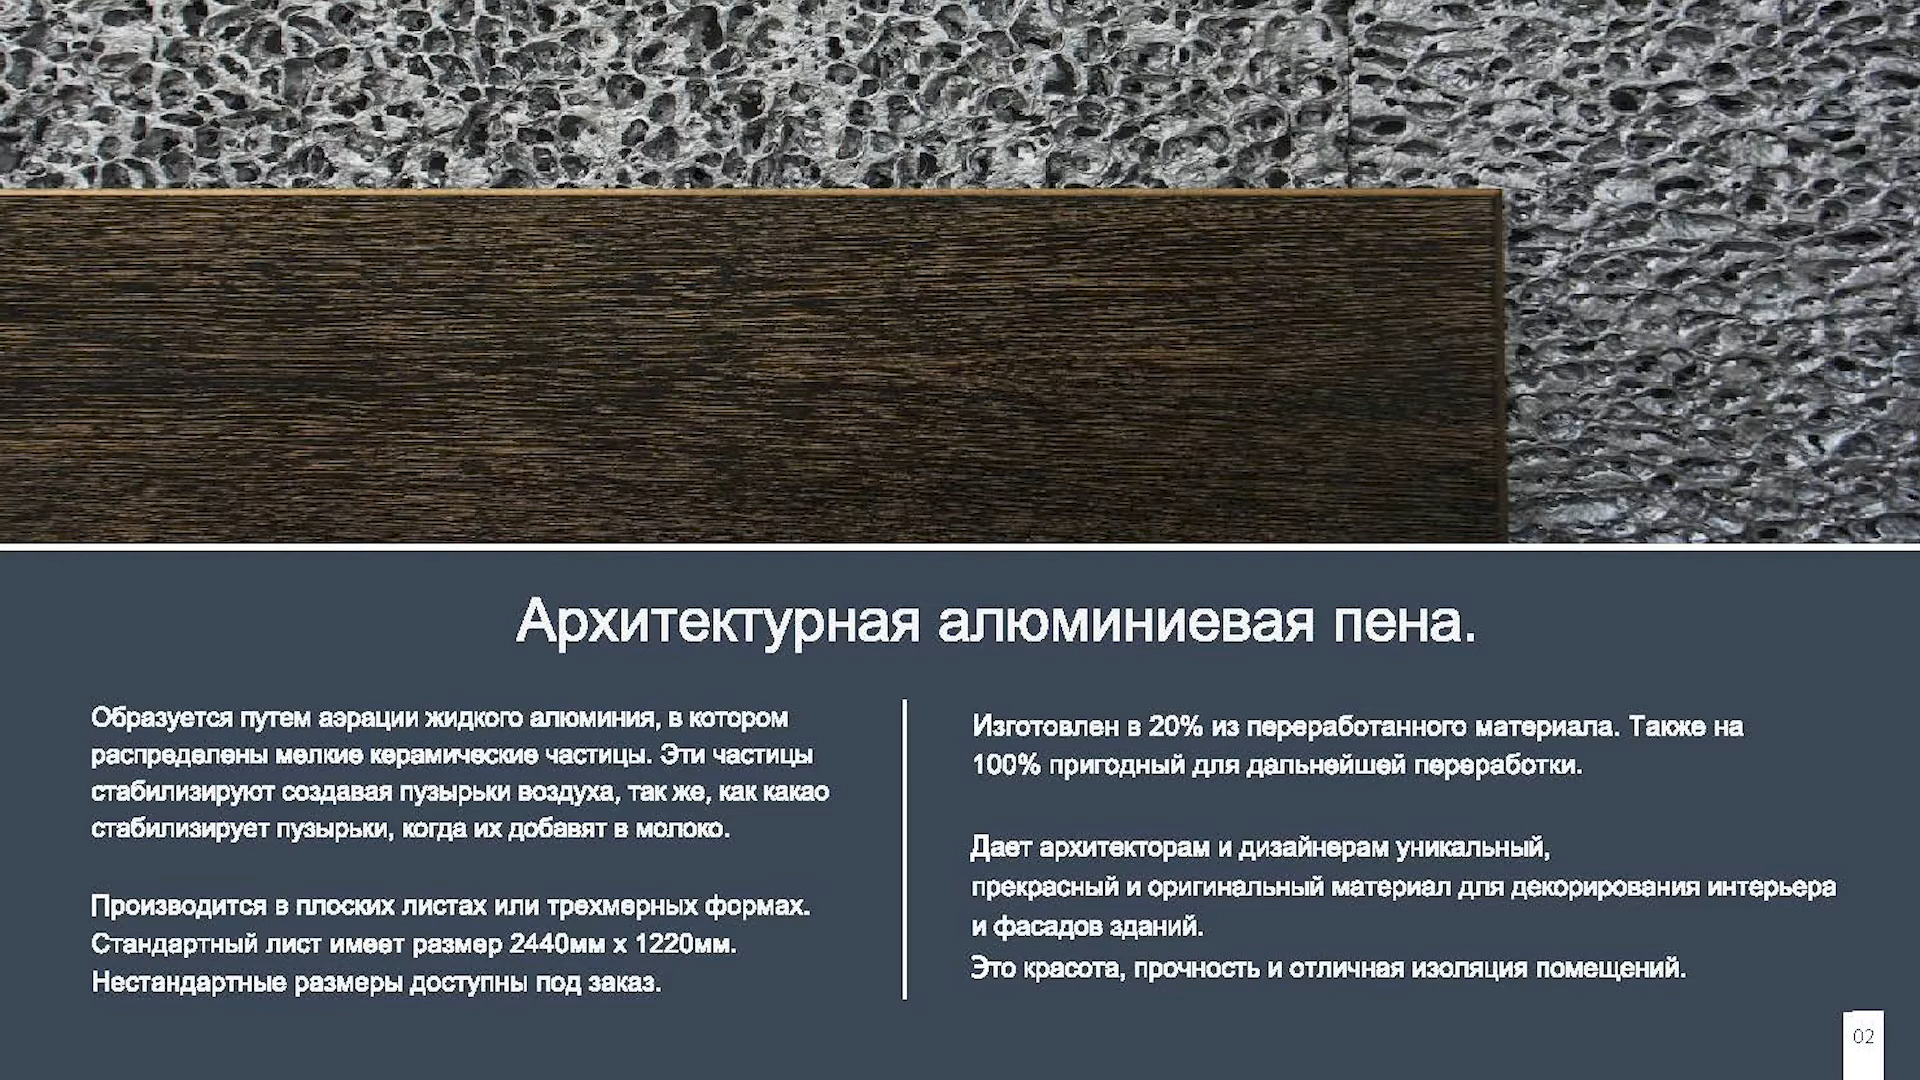 Архитектурная алюминиевая пена.
Образуется путем аэрации жидкого алюминия, в котором
распределены мелкие керамические частицы. Эти частицы
стабилизируют создавая пузырьки воздуха, так же, как какао
стабилизирует пузырьки, когда их добавят в молоко.
Производится в плоских листах или трехмерных формах.
Стандартный лист имеет размер 2440мм х 1220мм.
Нестандартные размеры доступны под заказ.
Изготовлен в 20% из переработанного материала. Также на
100% пригодный для дальнейшей переработки.
Дает архитекторам и дизайнерам уникальный,
прекрасный и оригинальный материал для декорирования интерьера
и фасадов зданий.
Это красота, прочность и отличная изоляция помещений.
02